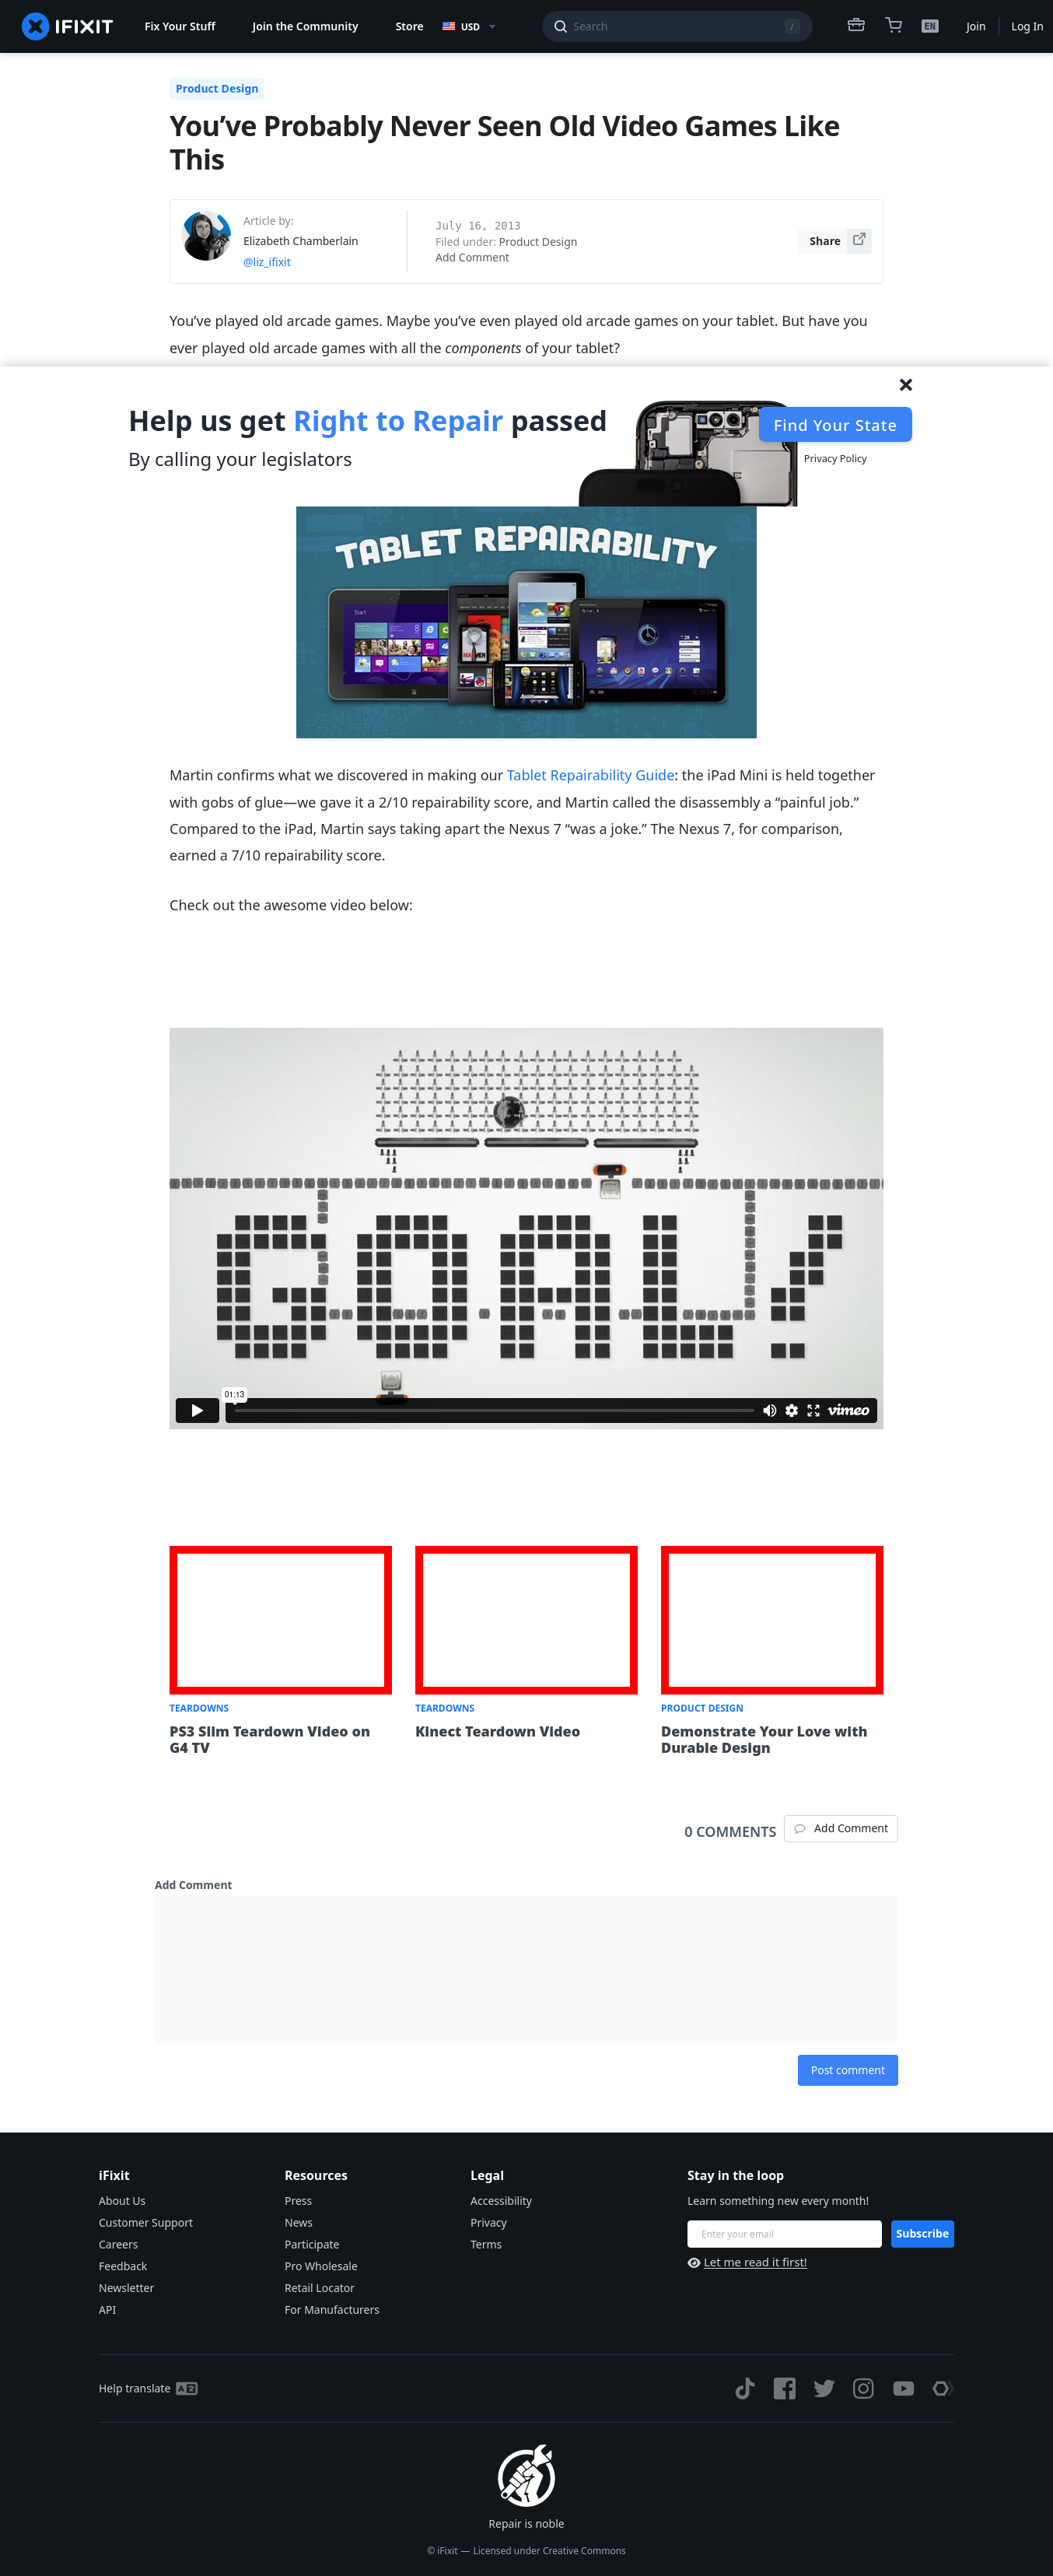 IFIXIT
Fix Your Stuff
Join the Community
Store
USD
Search
/
EN
Join
Log In
Product Design
You’ve Probably Never Seen Old Video Games Like
This
Article by:
Elizabeth Chamberlain
@liz_ifixit
July 16, 2013
Filed under: Product Design
Add Comment
Share
You’ve played old arcade games. Maybe you’ve even played old arcade games on your tablet. But have you
ever played old arcade games with all the components of your tablet?
Help us get Right to Repair passed
By calling your legislators
Find Your State
Privacy Policy
TABLET REPAIRABILITY
Start
Martin confirms what we discovered in making our Tablet Repairability Guide: the iPad Mini is held together
with gobs of glue—we gave it a 2/10 repairability score, and Martin called the disassembly a “painful job.”
Compared to the iPad, Martin says taking apart the Nexus 7 “was a joke.” The Nexus 7, for comparison,
earned a 7/10 repairability score.
Check out the awesome video below:
GOAL!
01:13
vimeo
TEARDOWNS
PS3 Slim Teardown Video on
G4 TV
TEARDOWNS
Kinect Teardown Video
PRODUCT DESIGN
Demonstrate Your Love with
Durable Design
0 COMMENTS
Add Comment
Add Comment
Post comment
iFixit
About Us
Customer Support
Careers
Feedback
Newsletter
API
Resources
Press
News
Participate
Pro Wholesale
Retail Locator
For Manufacturers
Legal
Accessibility
Privacy
Terms
Stay in the loop
Learn something new every month!
Enter your email
Subscribe
Let me read it first!
Help translate
Repair is noble
© iFixit — Licensed under Creative Commons